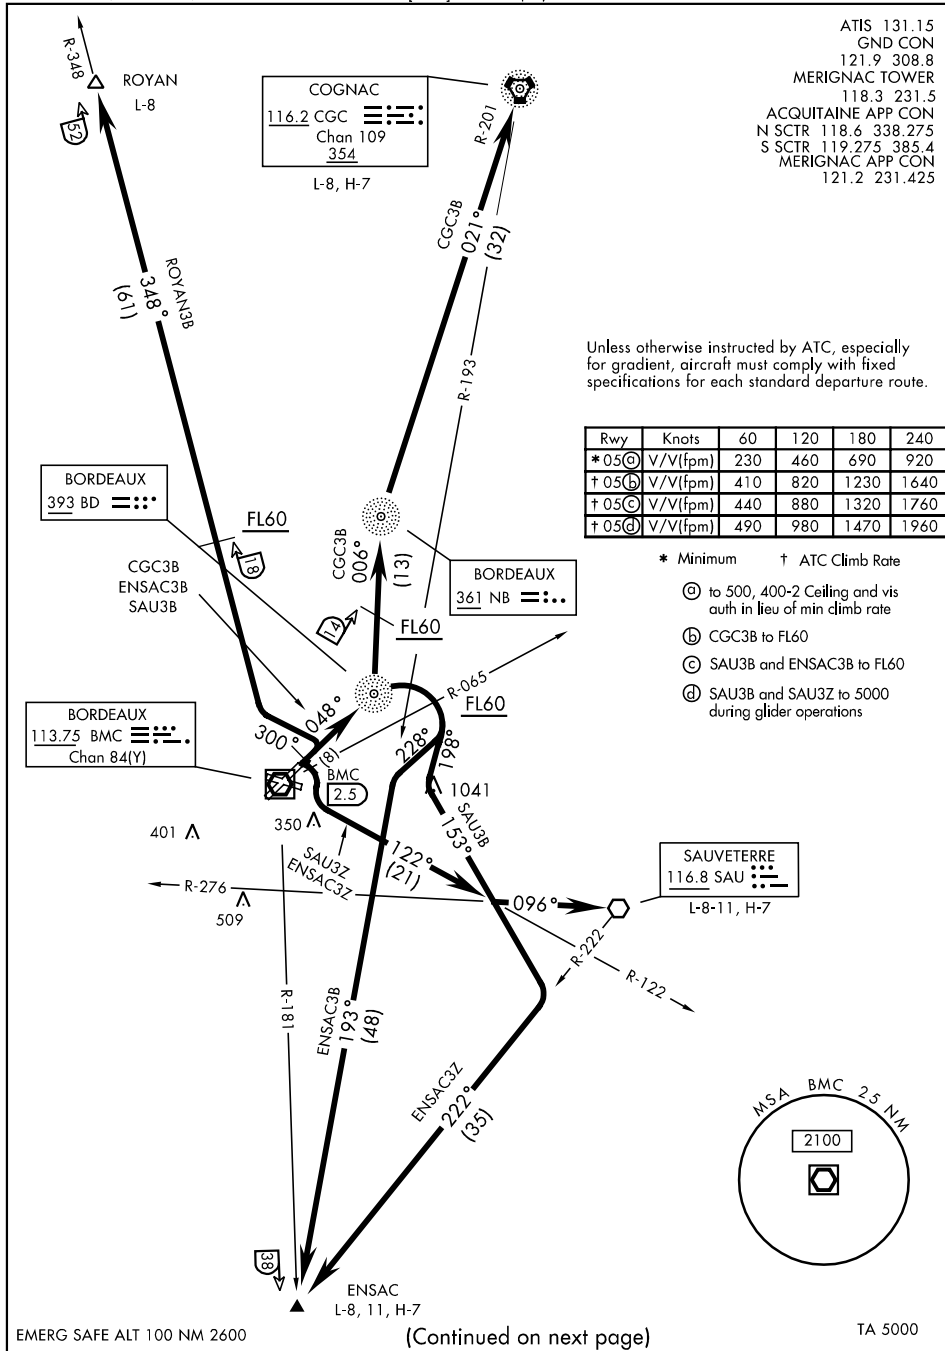 ATIS 131.15
GND CON
121.9 308.8
MERIGNAC TOWER
118.3 231.5
ACQUITAINE APP CON
N SCTR 118.6 338.275
S SCTR 119.275 385.4
MERIGNAC APP CON
121.2 231.425
R-348
ROYAN
L-8
52
COGNAC
116.2 CGC
Chan 109
354
L-8, H-7
R-201
CGC3B
021°
(32)
ROYAN3B
348°
(61)
R-193
Unless otherwise instructed by ATC, especially
for gradient, aircraft must comply with fixed
specifications for each standard departure route.
Rwy Knots 60 120 180 240
* 05 ⓐ V/V(fpm) 230 460 690 920
† 05 ⓑ V/V(fpm) 410 820 1230 1640
† 05 ⓒ V/V(fpm) 440 880 1320 1760
† 05 ⓓ V/V(fpm) 490 980 1470 1960
* Minimum † ATC Climb Rate
ⓐ to 500, 400-2 Ceiling and vis
auth in lieu of min climb rate
ⓑ CGC3B to FL60
ⓒ SAU3B and ENSAC3B to FL60
ⓓ SAU3B and SAU3Z to 5000
during glider operations
BORDEAUX
393 BD
FL60
18
CGC3B
ENSAC3B
SAU3B
CGC3B
006°
(13)
BORDEAUX
361 NB
14
FL60
R-065
FL60
BORDEAUX
113.75 BMC
Chan 84(Y)
300°
048°
(8)
BMC
2.5
228°
198°
1041
401
350
SAU3Z
ENSAC3Z
122°
(21)
SAU3B
153°
SAUVETERRE
116.8 SAU
L-8-11, H-7
R-276
509
096°
R-222
R-122
R-181
ENSAC3B
193°
(48)
ENSAC3Z
222°
(35)
MSA BMC 25 NM
2100
38
ENSAC
L-8, 11, H-7
EMERG SAFE ALT 100 NM 2600
(Continued on next page)
TA 5000